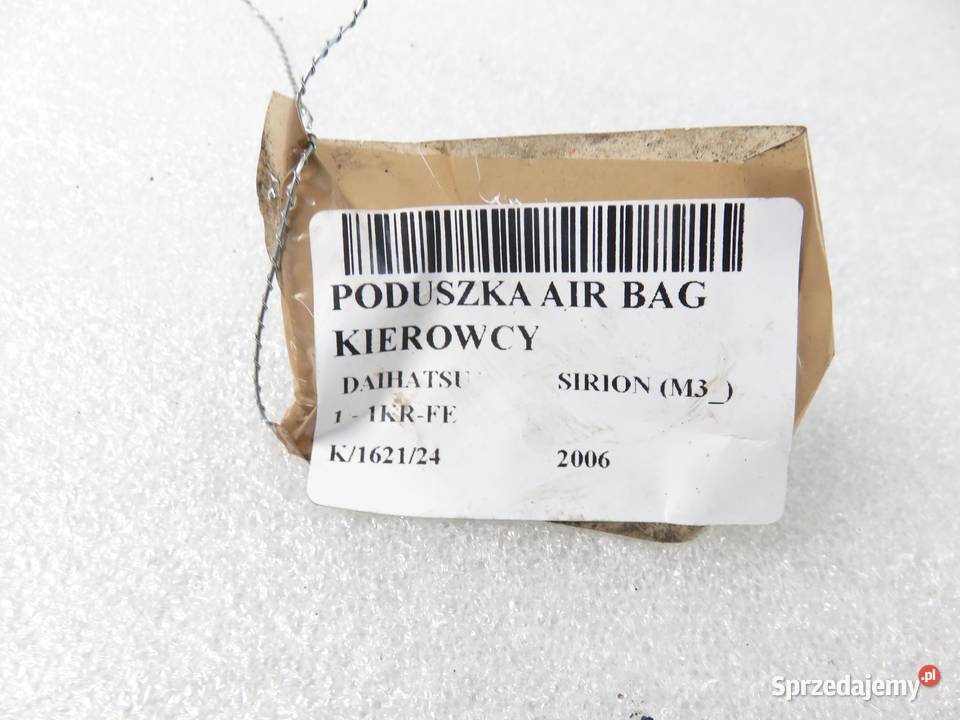 PODUSZKA AIR BAG
KIEROWCY
DAIHATSU SIRION (M3_)
1 - 1KR-FE
K/1621/24 2006
Sprzedajemy.pl